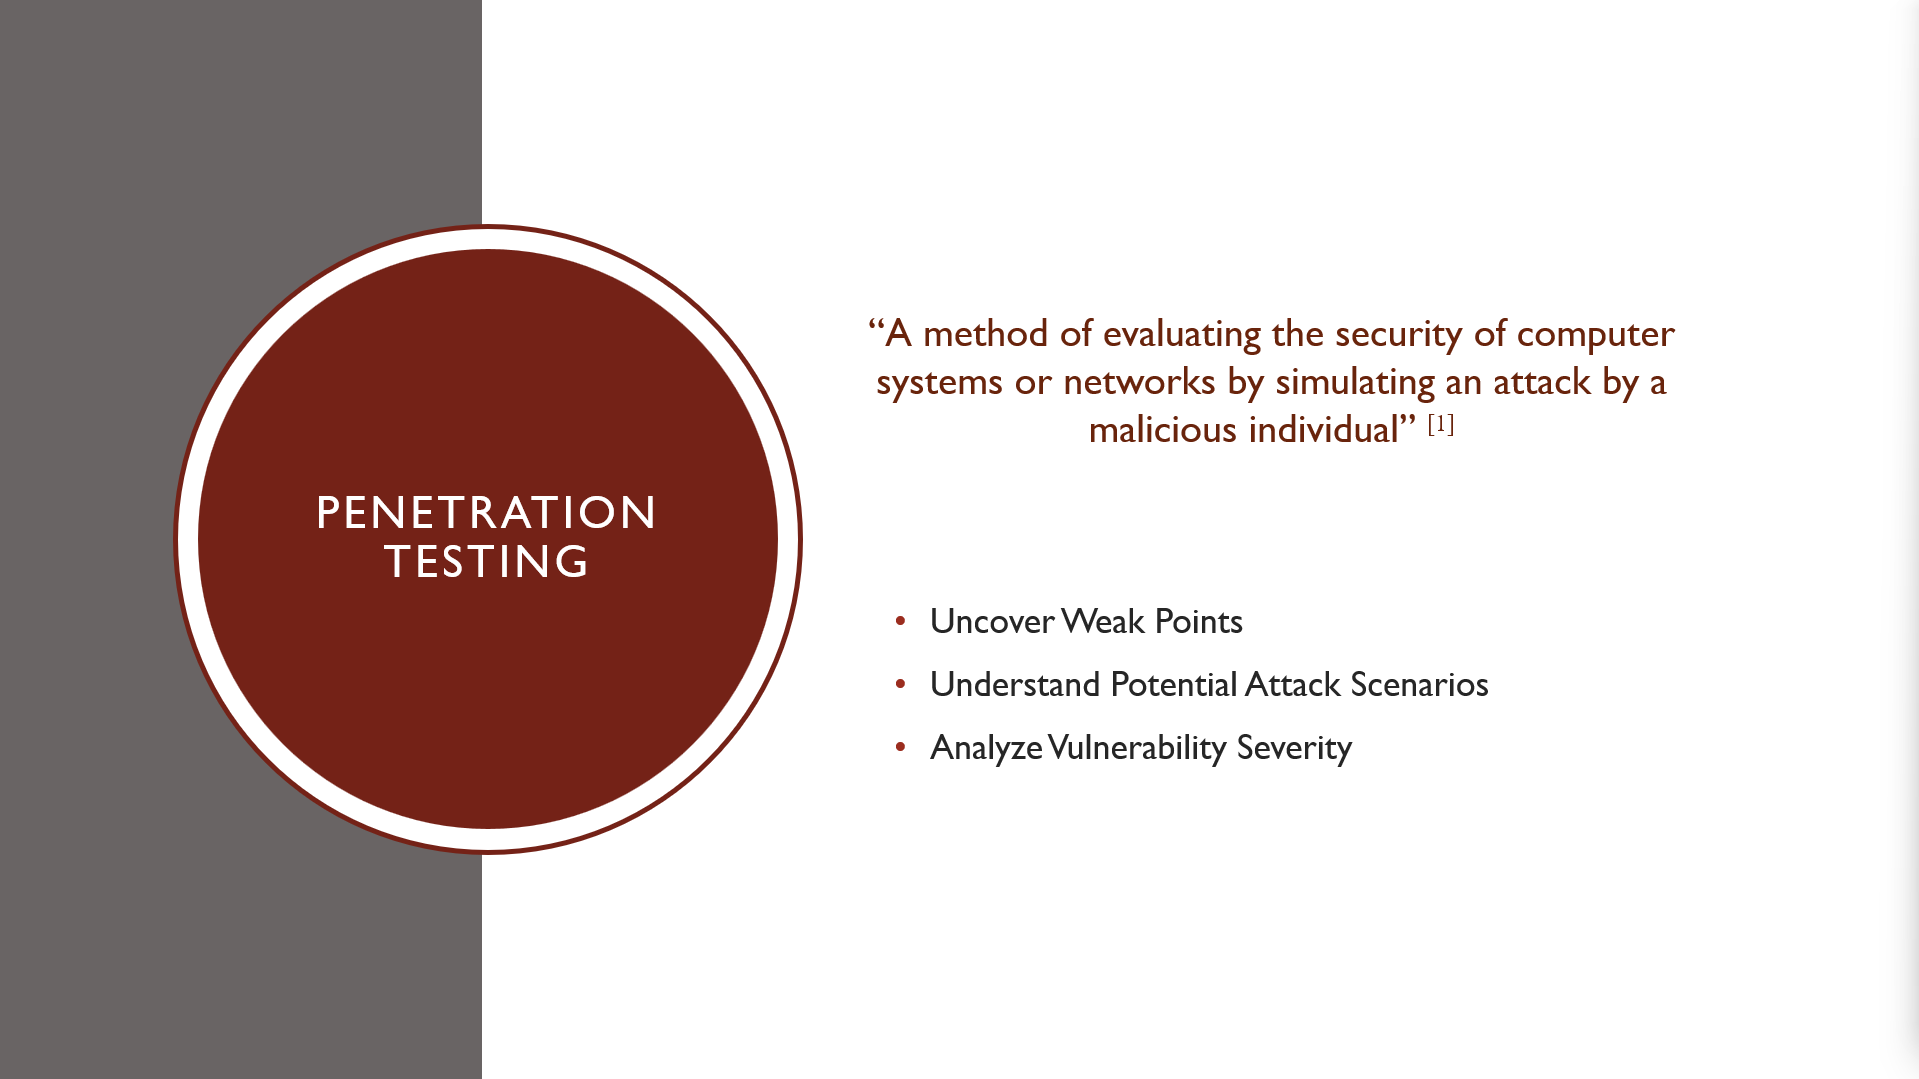 PENETRATION
TESTING
“A method of evaluating the security of computer
systems or networks by simulating an attack by a
malicious individual” [1]
• Uncover Weak Points
• Understand Potential Attack Scenarios
• Analyze Vulnerability Severity